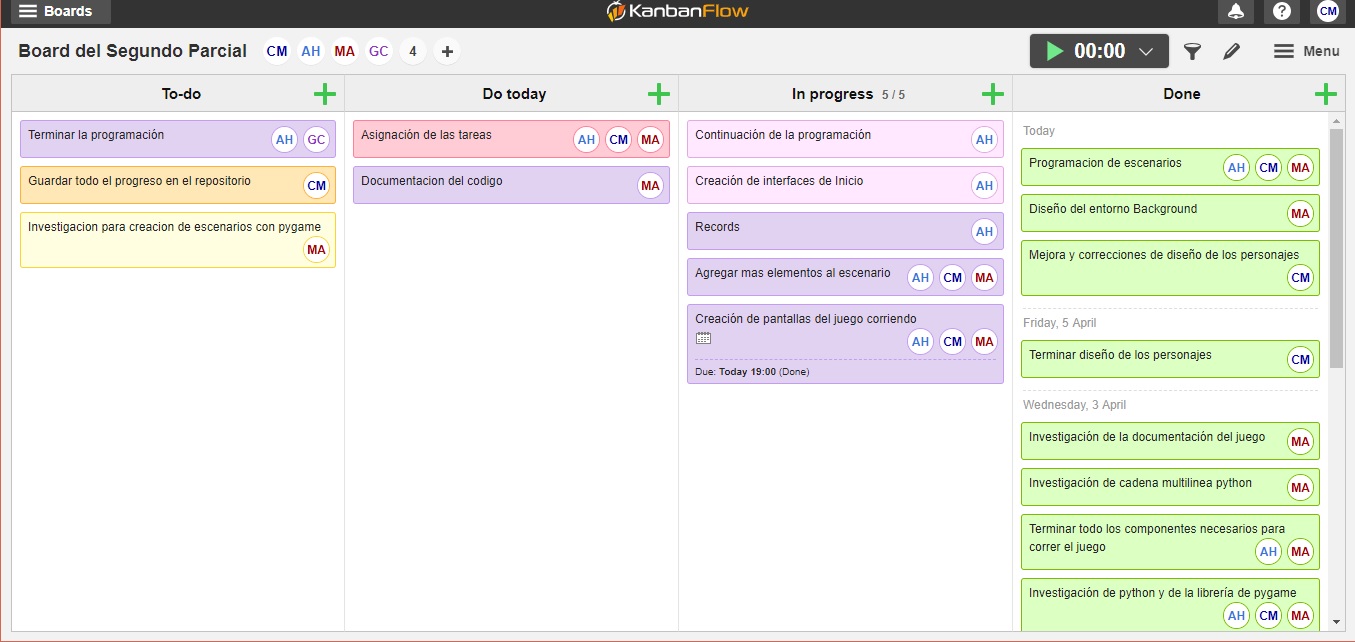 Boards
KanbanFlow
CM
Board del Segundo Parcial
CM AH MA GC 4 +
00:00
Menu
To-do
Terminar la programación
AH GC
Guardar todo el progreso en el repositorio
CM
Investigacion para creacion de escenarios con pygame
MA
Do today
Asignación de las tareas
AH CM MA
Documentacion del codigo
MA
In progress 5 / 5
Continuación de la programación
AH
Creación de interfaces de Inicio
AH
Records
AH
Agregar mas elementos al escenario
AH CM MA
Creación de pantallas del juego corriendo
AH CM MA
Due: Today 19:00 (Done)
Done
Today
Programacion de escenarios
AH CM MA
Diseño del entorno Background
MA
Mejora y correcciones de diseño de los personajes
CM
Friday, 5 April
Terminar diseño de los personajes
CM
Wednesday, 3 April
Investigación de la documentación del juego
MA
Investigación de cadena multilinea python
MA
Terminar todo los componentes necesarios para
correr el juego
AH MA
Investigación de python y de la librería de pygame
AH CM MA